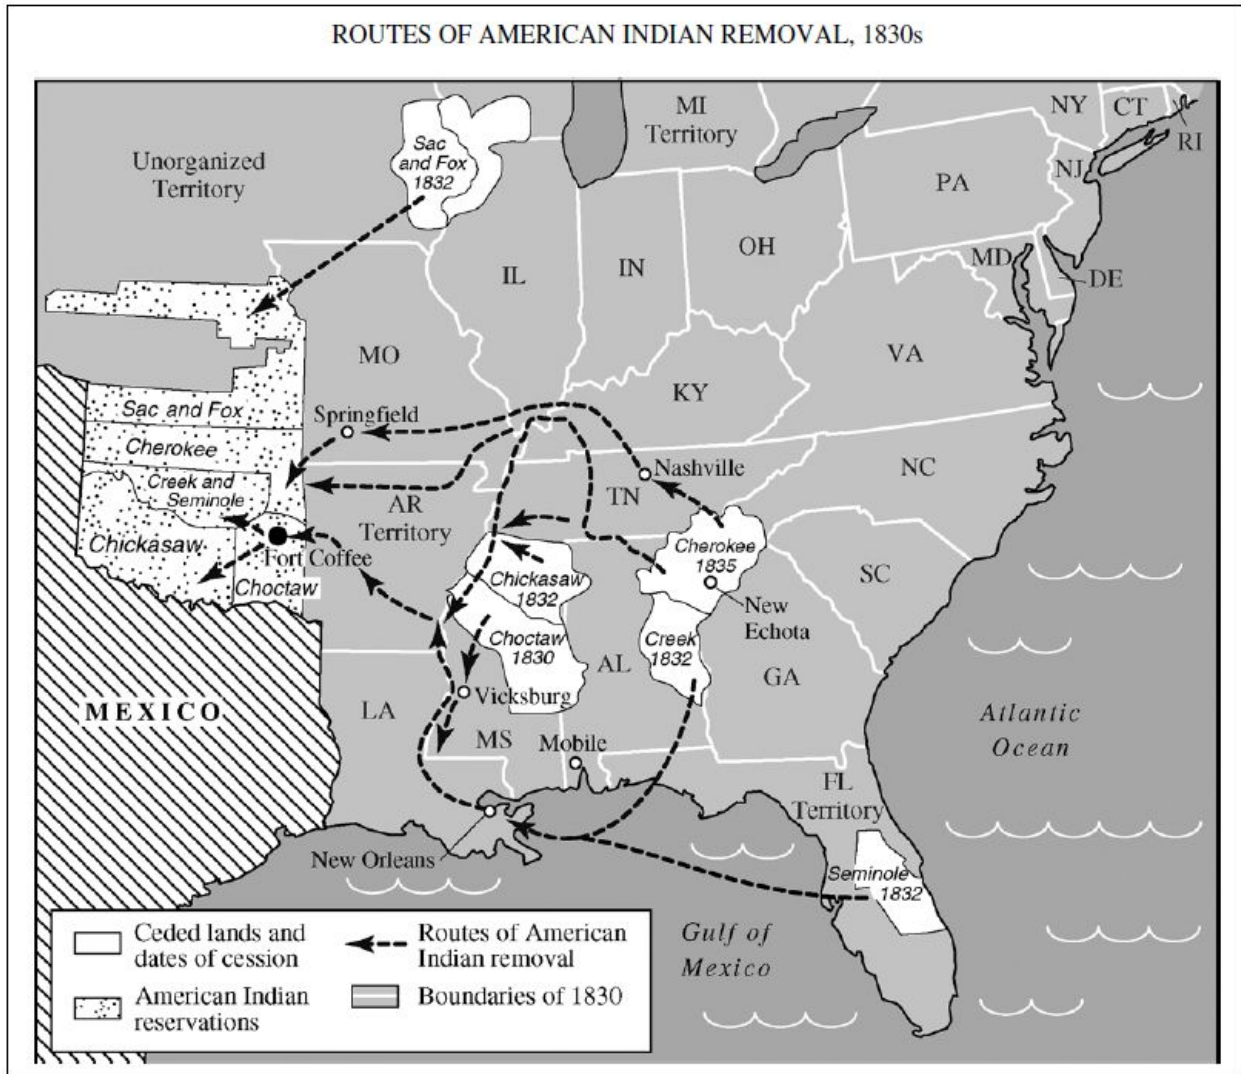 ROUTES OF AMERICAN INDIAN REMOVAL, 1830s
Unorganized
Territory
Sac
and Fox
1832
MI
Territory
NY
CT
RI
NJ
PA
OH
IN
IL
MD
DE
VA
MO
KY
Springfield
Sac and Fox
Cherokee
Creek and
Seminole
Chickasaw
Fort Coffee
Choctaw
AR
Territory
Nashville
TN
NC
SC
Cherokee
1835
New
Echota
Chickasaw
1832
Choctaw
1830
Creek
1832
AL
GA
Vicksburg
LA
MS
Mobile
MEXICO
Atlantic
Ocean
FL
Territory
New Orleans
Seminole
1832
Gulf of
Mexico
Ceded lands and
dates of cession
American Indian
reservations
Routes of American
Indian removal
Boundaries of 1830